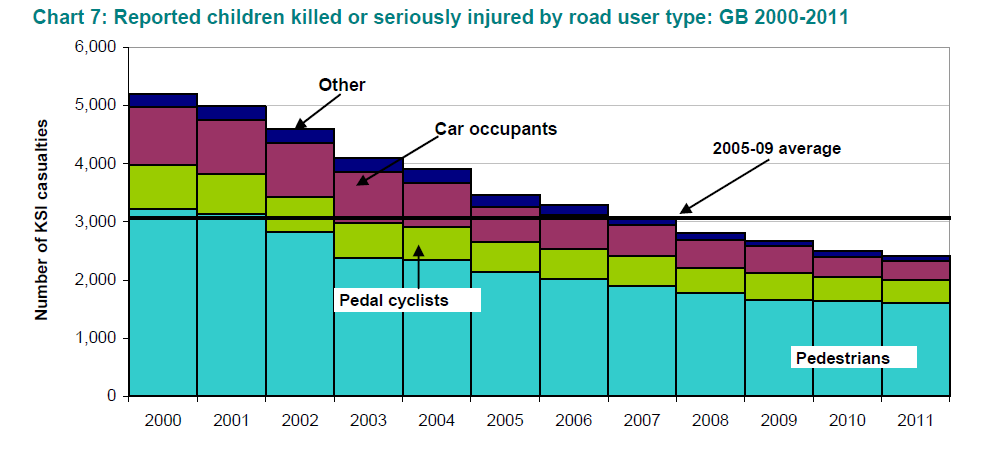 Chart 7: Reported children killed or seriously injured by road user type: GB 2000-2011
Number of KSI casualties
6,000
5,000
4,000
3,000
2,000
1,000
0
Other
Car occupants
2005-09 average
Pedal cyclists
Pedestrians
2000 2001 2002 2003 2004 2005 2006 2007 2008 2009 2010 2011